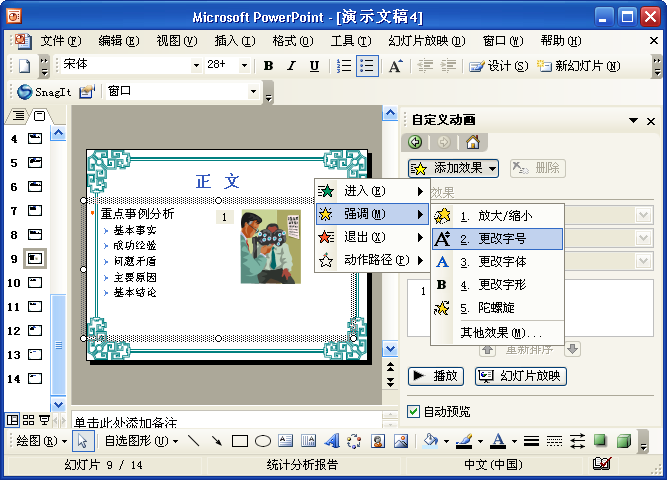 Microsoft PowerPoint - [演示文稿4]
文件(F) 编辑(E) 视图(V) 插入(I) 格式(O) 工具(T) 幻灯片放映(D) 窗口(W) 帮助(H)
宋体 28+ B I U A 设计(S) 新幻灯片(N)
SnagIt 窗口
自定义动画
添加效果 删除
效果
进入(E)
强调(M)
退出(X)
动作路径(P)
1. 放大/缩小
2. 更改字号
3. 更改字体
4. 更改字形
5. 陀螺旋
其他效果(M)...
4
5
6
7
8
9
10
11
12
13
14
正 文
重点事例分析
基本事实
成功经验
问题矛盾
主要原因
基本结论
1
1
重新排序
播放 幻灯片放映
自动预览
单击此处添加备注
绘图(R) 自选图形(U)
幻灯片 9 / 14 统计分析报告 中文(中国)